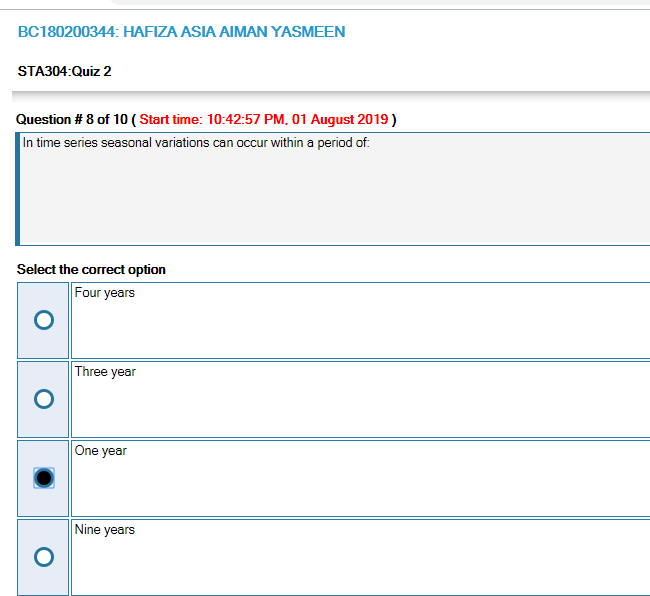 BC180200344: HAFIZA ASIA AIMAN YASMEEN
STA304:Quiz 2
Question # 8 of 10 ( Start time: 10:42:57 PM, 01 August 2019 )
In time series seasonal variations can occur within a period of:
Select the correct option
Four years
Three year
One year
Nine years